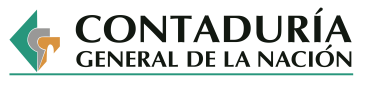 CONTADURÍA
GENERAL DE LA NACIÓN